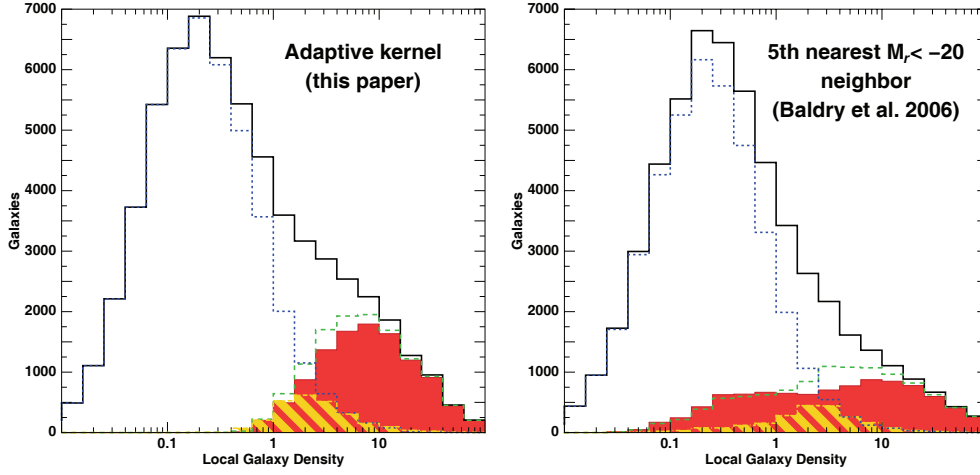 Adaptive kernel
(this paper)
Galaxies
7000
6000
5000
4000
3000
2000
1000
0
0.1
1
10
Local Galaxy Density
5th nearest Mᵣ< −20
neighbor
(Baldry et al. 2006)
Galaxies
7000
6000
5000
4000
3000
2000
1000
0
0.1
1
10
Local Galaxy Density